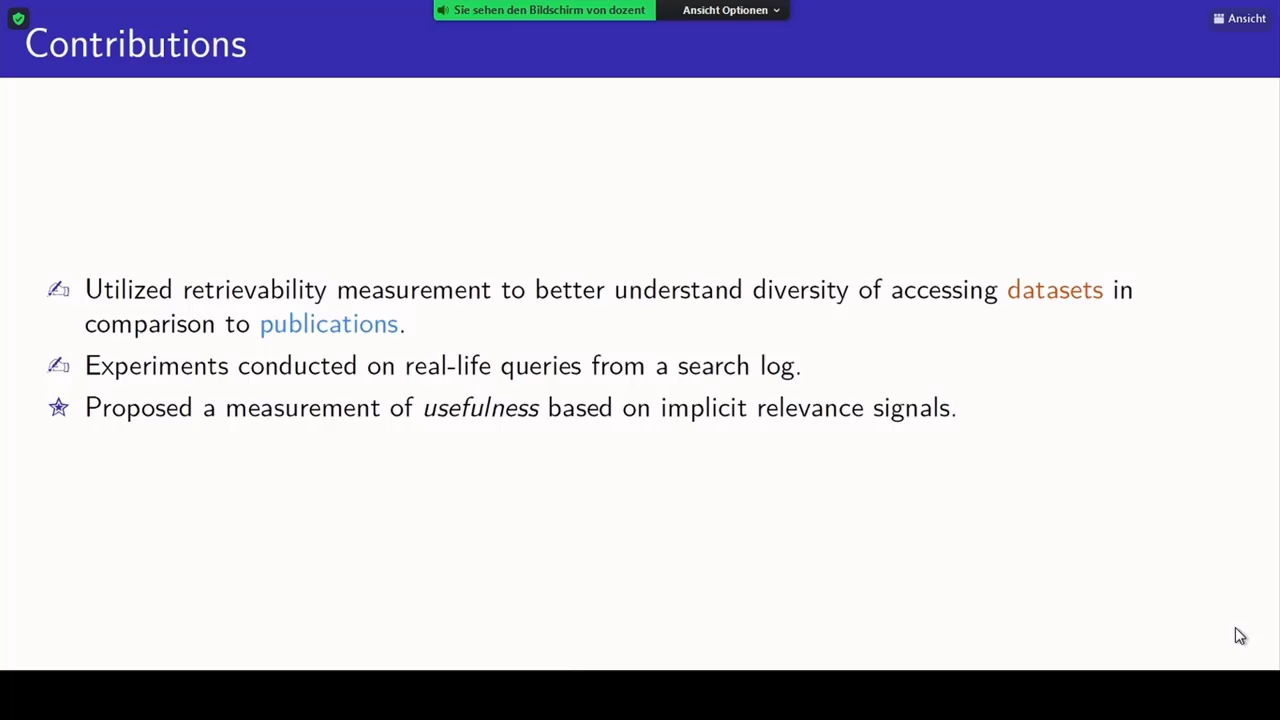 Sie sehen den Bildschirm von dozent
Ansicht Optionen
Ansicht
Contributions
Utilized retrievability measurement to better understand diversity of accessing datasets in
comparison to publications.
Experiments conducted on real-life queries from a search log.
Proposed a measurement of usefulness based on implicit relevance signals.